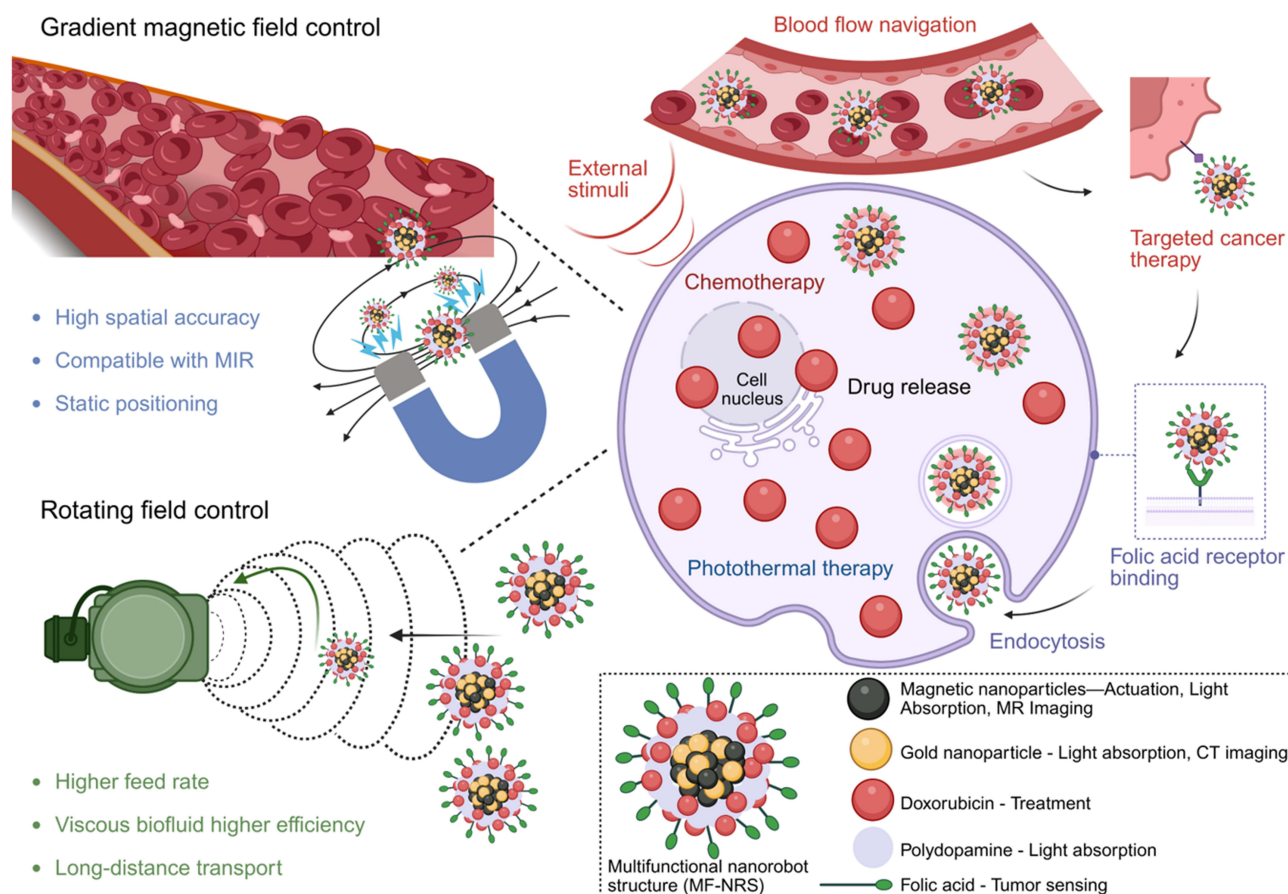 Gradient magnetic field control
• High spatial accuracy
• Compatible with MIR
• Static positioning
Rotating field control
• Higher feed rate
• Viscous biofluid higher efficiency
• Long-distance transport
Blood flow navigation
External
stimuli
Targeted cancer
therapy
Chemotherapy
Cell
nucleus
Drug release
Photothermal therapy
Folic acid receptor
binding
Endocytosis
Multifunctional nanorobot
structure (MF-NRS)
Magnetic nanoparticles—Actuation, Light
Absorption, MR Imaging
Gold nanoparticle - Light absorption, CT imaging
Doxorubicin - Treatment
Polydopamine - Light absorption
Folic acid - Tumor sensing